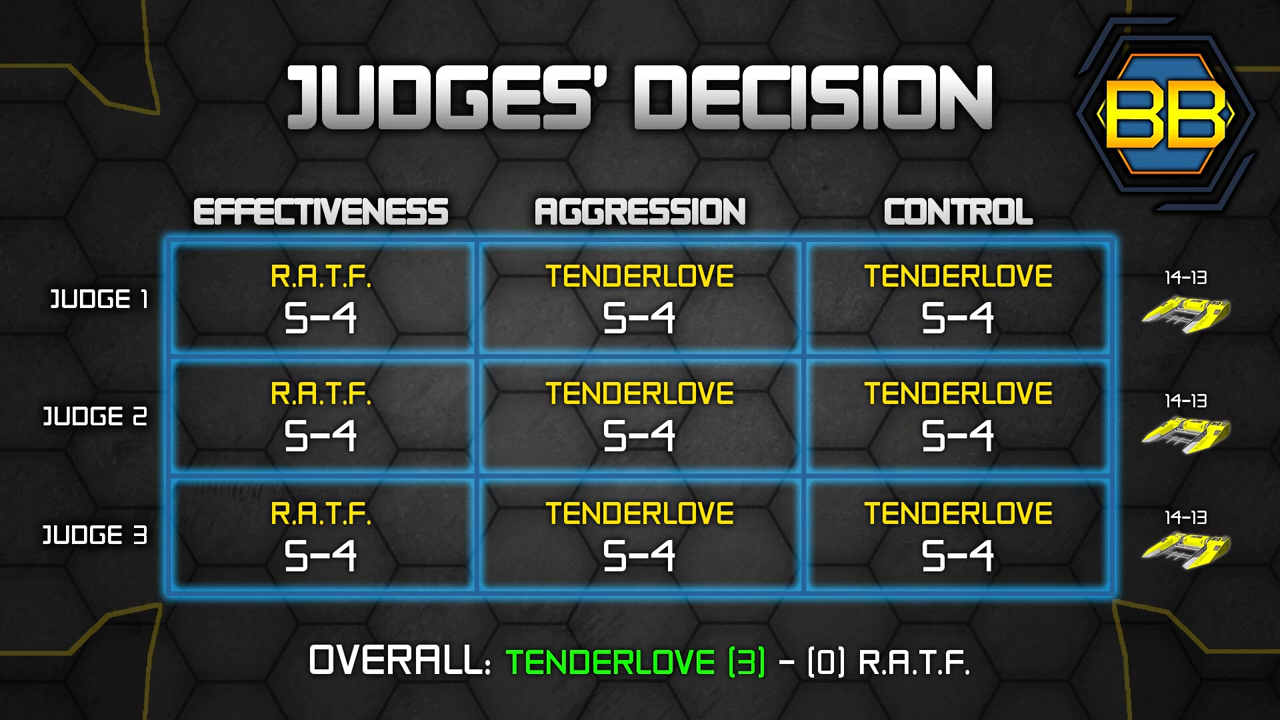 JUDGES' DECISION
BB
EFFECTIVENESS AGGRESSION CONTROL
JUDGE 1
R.A.T.F. TENDERLOVE TENDERLOVE
5-4 5-4 5-4
14-13
JUDGE 2
R.A.T.F. TENDERLOVE TENDERLOVE
5-4 5-4 5-4
14-13
JUDGE 3
R.A.T.F. TENDERLOVE TENDERLOVE
5-4 5-4 5-4
14-13
OVERALL: TENDERLOVE (3) - (0) R.A.T.F.